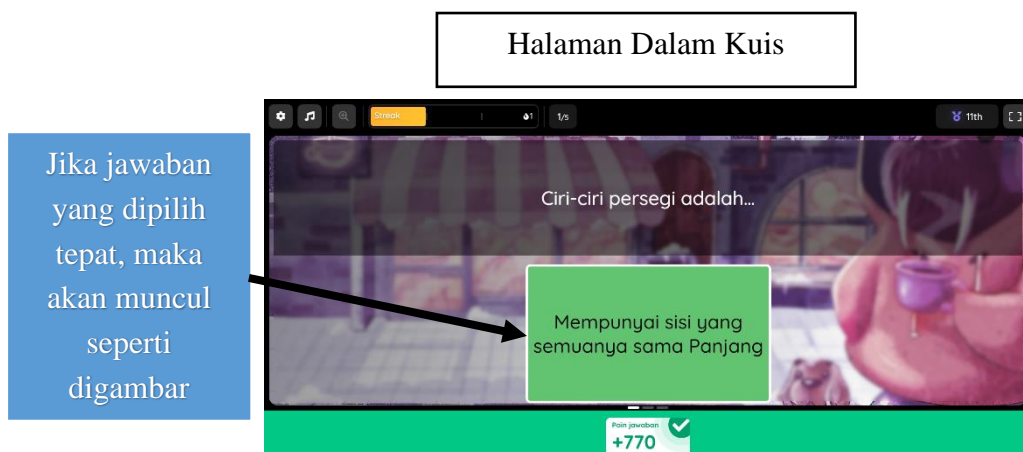 Halaman Dalam Kuis
Streak
1
1/s
11th
Jika jawaban
yang dipilih
tepat, maka
akan muncul
seperti
digambar
Ciri-ciri persegi adalah...
Mempunyai sisi yang
semuanya sama Panjang
Poin jawaban
+770